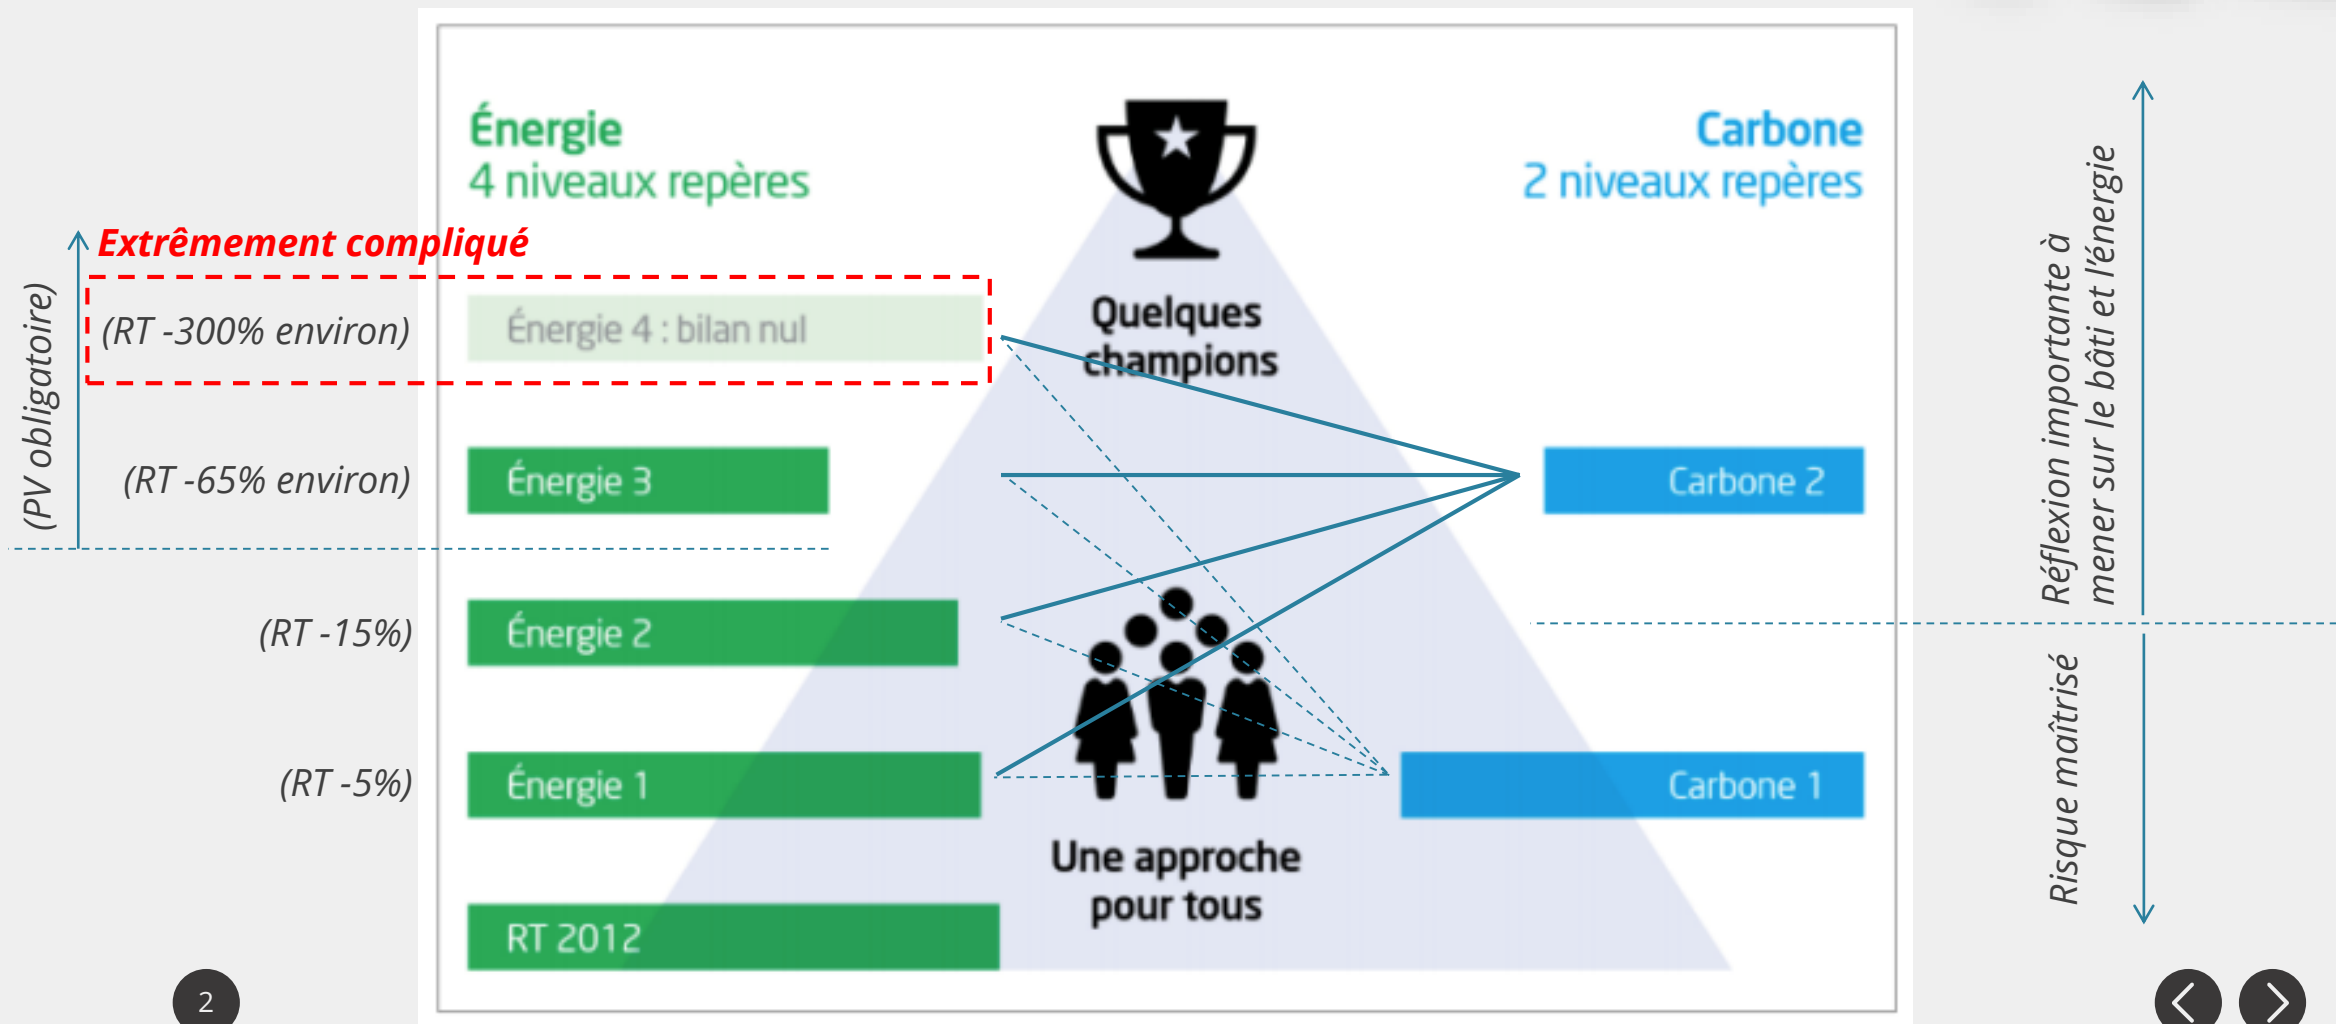 Énergie
4 niveaux repères
Carbone
2 niveaux repères
Extrêmement compliqué
(PV obligatoire)
(RT -300% environ)
Énergie 4 : bilan nul
Quelques
champions
(RT -65% environ)
Énergie 3
Carbone 2
(RT -15%)
Énergie 2
(RT -5%)
Énergie 1
Carbone 1
Une approche
pour tous
RT 2012
Réflexion importante à
mener sur le bâti et l’énergie
Risque maîtrisé
2